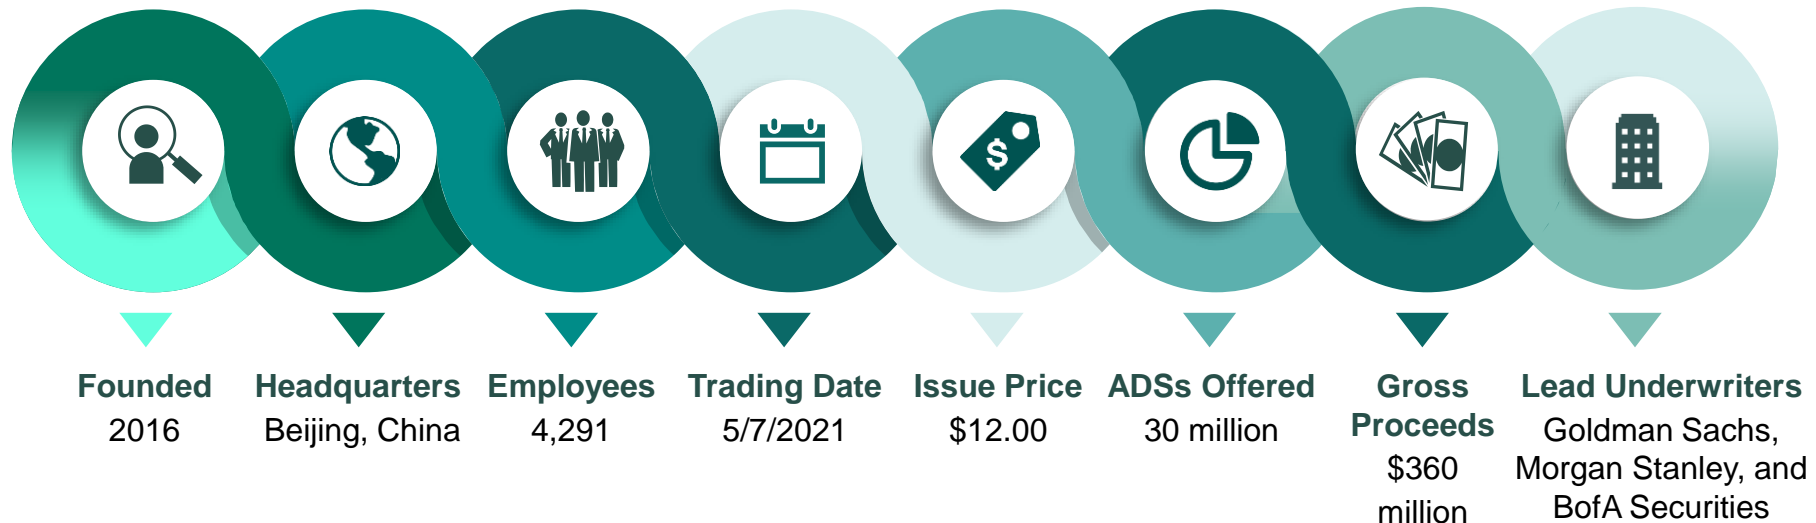 Founded
2016
Headquarters
Beijing, China
Employees
4,291
Trading Date
5/7/2021
Issue Price
$12.00
ADSs Offered
30 million
Gross
Proceeds
$360
million
Lead Underwriters
Goldman Sachs,
Morgan Stanley, and
BofA Securities